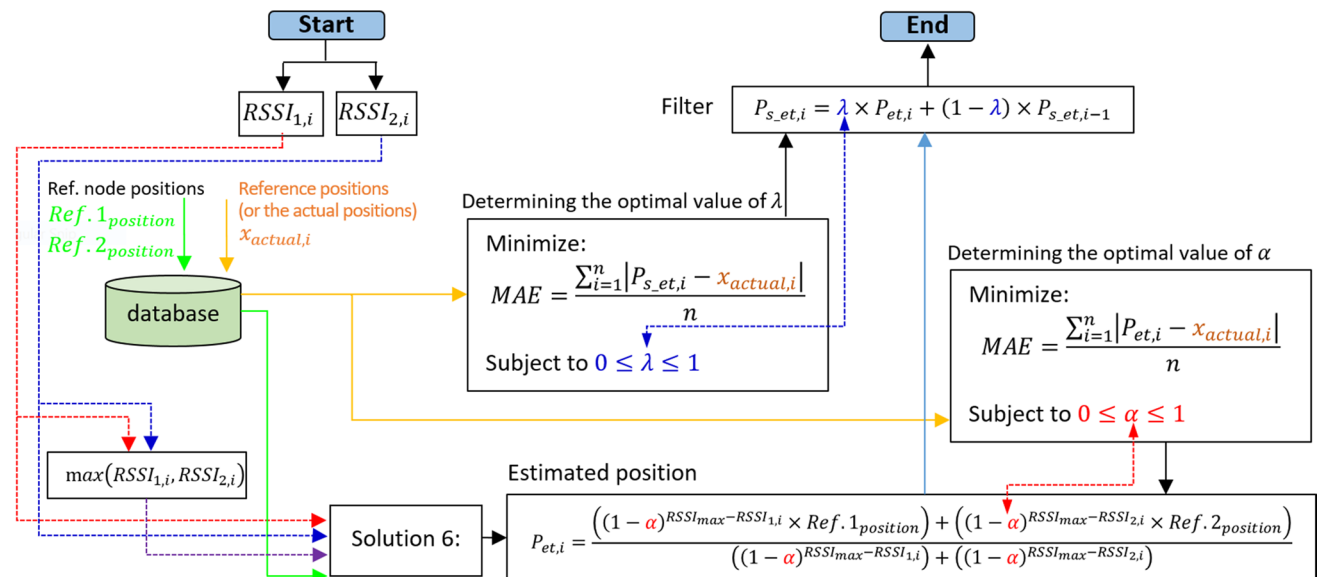 Start
End
RSSI_{1,i}
RSSI_{2,i}
Filter
P_{s_et,i} = λ × P_{et,i} + (1 − λ) × P_{s_et,i−1}
Ref. node positions
Ref. 1_{position}
Ref. 2_{position}
Reference positions
(or the actual positions)
x_{actual,i}
database
Determining the optimal value of λ
Minimize:
MAE = \frac{\sum_{i=1}^{n}|P_{s_et,i} − x_{actual,i}|}{n}
Subject to 0 ≤ λ ≤ 1
Determining the optimal value of α
Minimize:
MAE = \frac{\sum_{i=1}^{n}|P_{et,i} − x_{actual,i}|}{n}
Subject to 0 ≤ α ≤ 1
max(RSSI_{1,i}, RSSI_{2,i})
Solution 6:
Estimated position
P_{et,i} = \frac{((1 − α)^{RSSI_{max}−RSSI_{1,i}} × Ref. 1_{position}) + ((1 − α)^{RSSI_{max}−RSSI_{2,i}} × Ref. 2_{position})}{((1 − α)^{RSSI_{max}−RSSI_{1,i}}) + ((1 − α)^{RSSI_{max}−RSSI_{2,i}})}